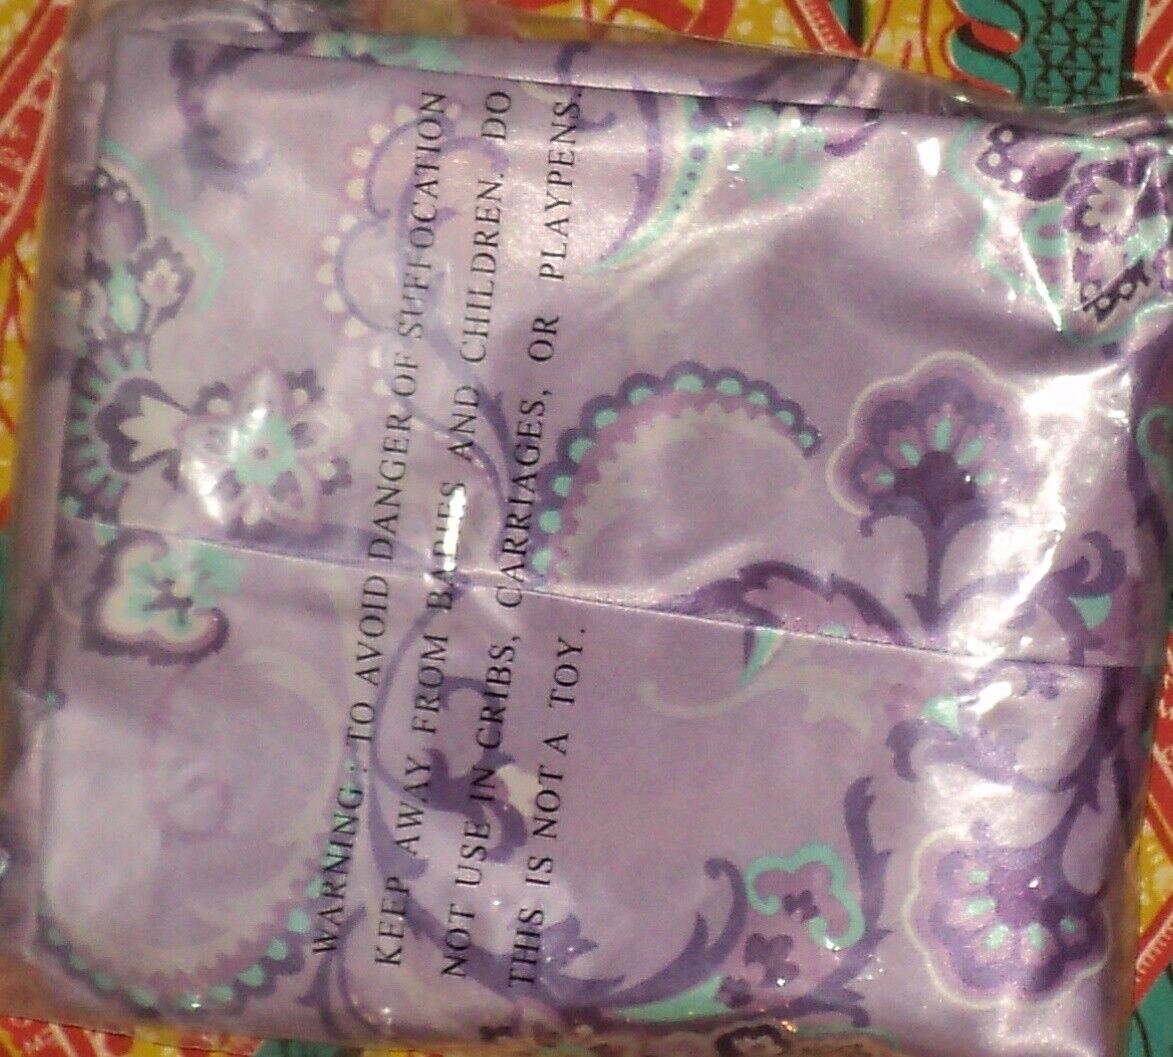 WARNING : TO AVOID DANGER OF SUFFOCATION
KEEP AWAY FROM BABIES AND CHILDREN. DO
NOT USE IN CRIBS, CARRIAGES, OR PLAYPENS.
THIS IS NOT A TOY.